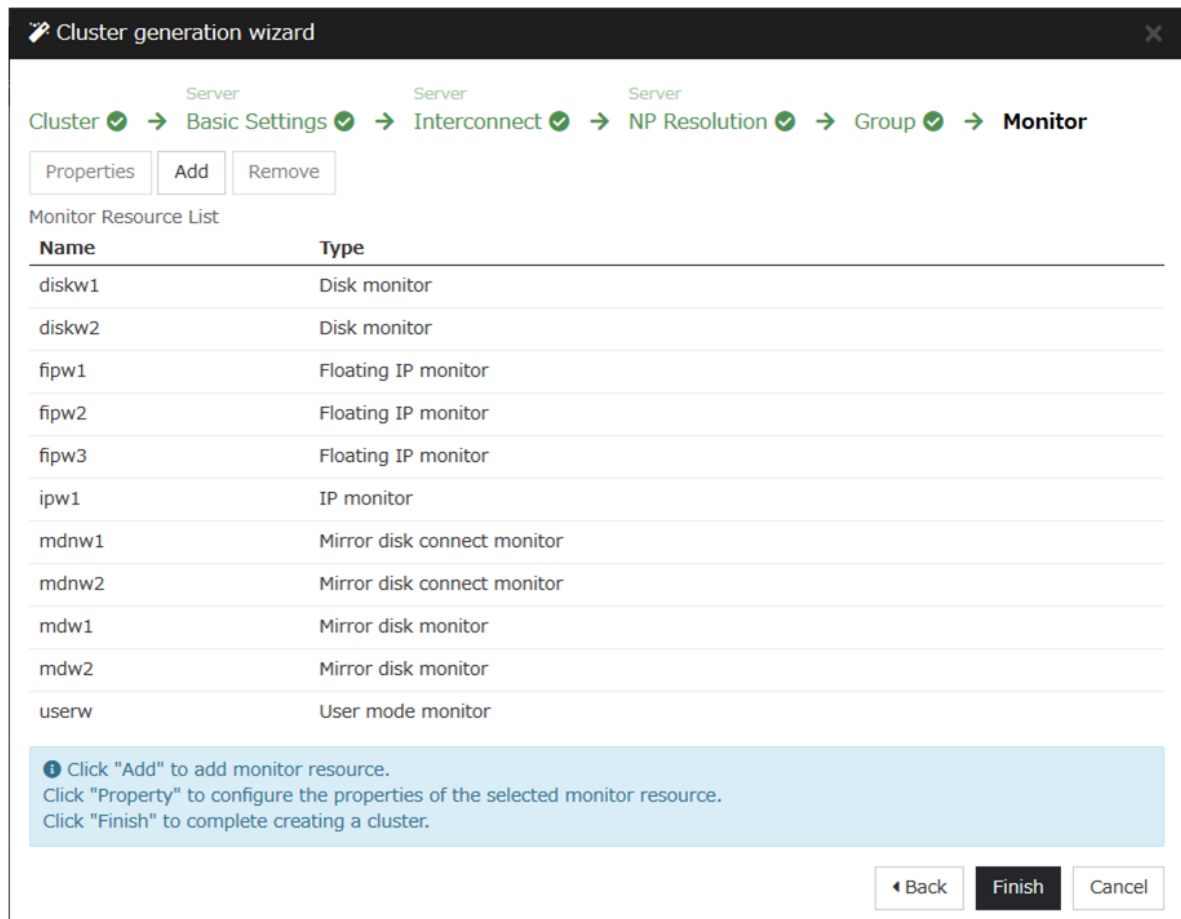 Cluster generation wizard
Server Server Server
Cluster → Basic Settings → Interconnect → NP Resolution → Group → Monitor
Properties Add Remove
Monitor Resource List
Name Type
diskw1 Disk monitor
diskw2 Disk monitor
fipw1 Floating IP monitor
fipw2 Floating IP monitor
fipw3 Floating IP monitor
ipw1 IP monitor
mdnw1 Mirror disk connect monitor
mdnw2 Mirror disk connect monitor
mdw1 Mirror disk monitor
mdw2 Mirror disk monitor
userw User mode monitor
Click "Add" to add monitor resource.
Click "Property" to configure the properties of the selected monitor resource.
Click "Finish" to complete creating a cluster.
Back Finish Cancel